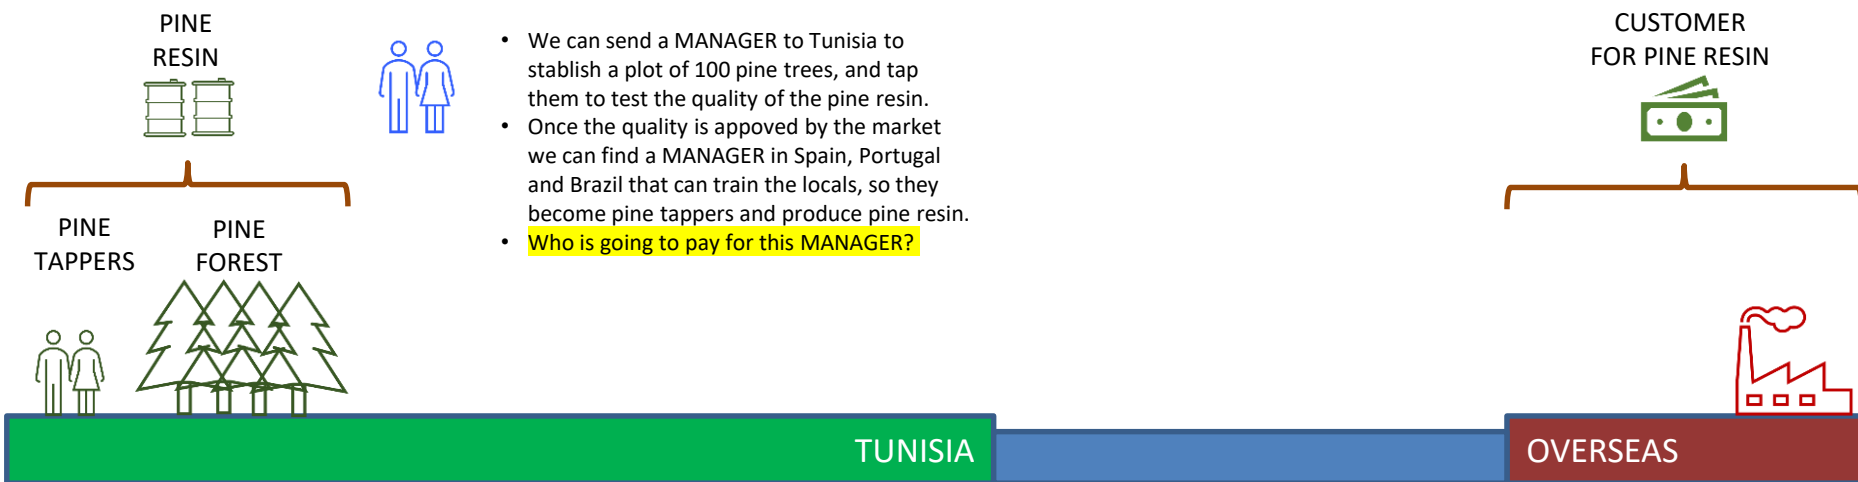 PINE
RESIN
• We can send a MANAGER to Tunisia to
stablish a plot of 100 pine trees, and tap
them to test the quality of the pine resin.
• Once the quality is appoved by the market
we can find a MANAGER in Spain, Portugal
and Brazil that can train the locals, so they
become pine tappers and produce pine resin.
• Who is going to pay for this MANAGER?
CUSTOMER
FOR PINE RESIN
PINE
TAPPERS
PINE
FOREST
TUNISIA
OVERSEAS